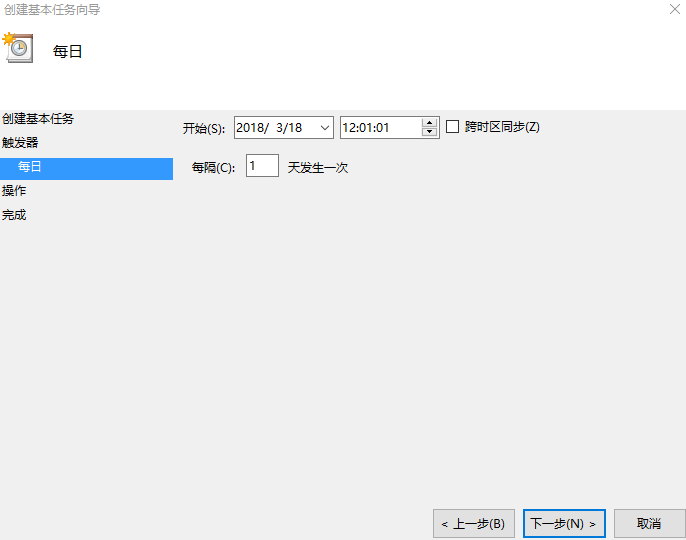 创建基本任务向导
每日
创建基本任务
触发器
每日
操作
完成
开始(S): 2018/ 3/18 12:01:01 跨时区同步(Z)
每隔(C): 1 天发生一次
< 上一步(B) 下一步(N) > 取消